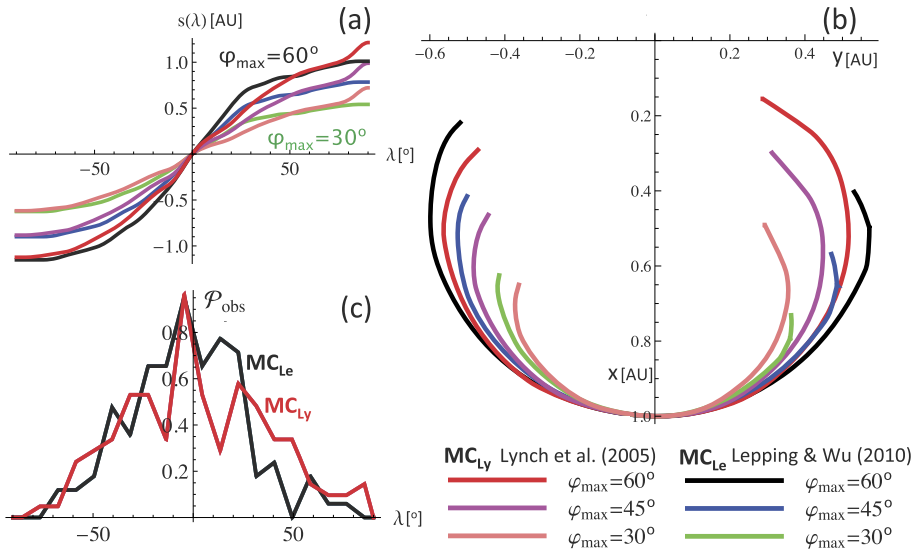 s(λ) [AU]
(a)
φmax=60°
1.0
0.5
φmax=30°
−50
50
λ [°]
−0.5
−1.0
(b)
−0.6
−0.4
−0.2
0.2
0.4
y [AU]
0.2
0.4
0.6
0.8
x [AU]
1.0
𝒫obs
(c)
0.8
0.6
0.4
0.2
MCLe
MCLy
−50
50
λ [°]
MCLy Lynch et al. (2005)
φmax=60°
φmax=45°
φmax=30°
MCLe Lepping & Wu (2010)
φmax=60°
φmax=45°
φmax=30°